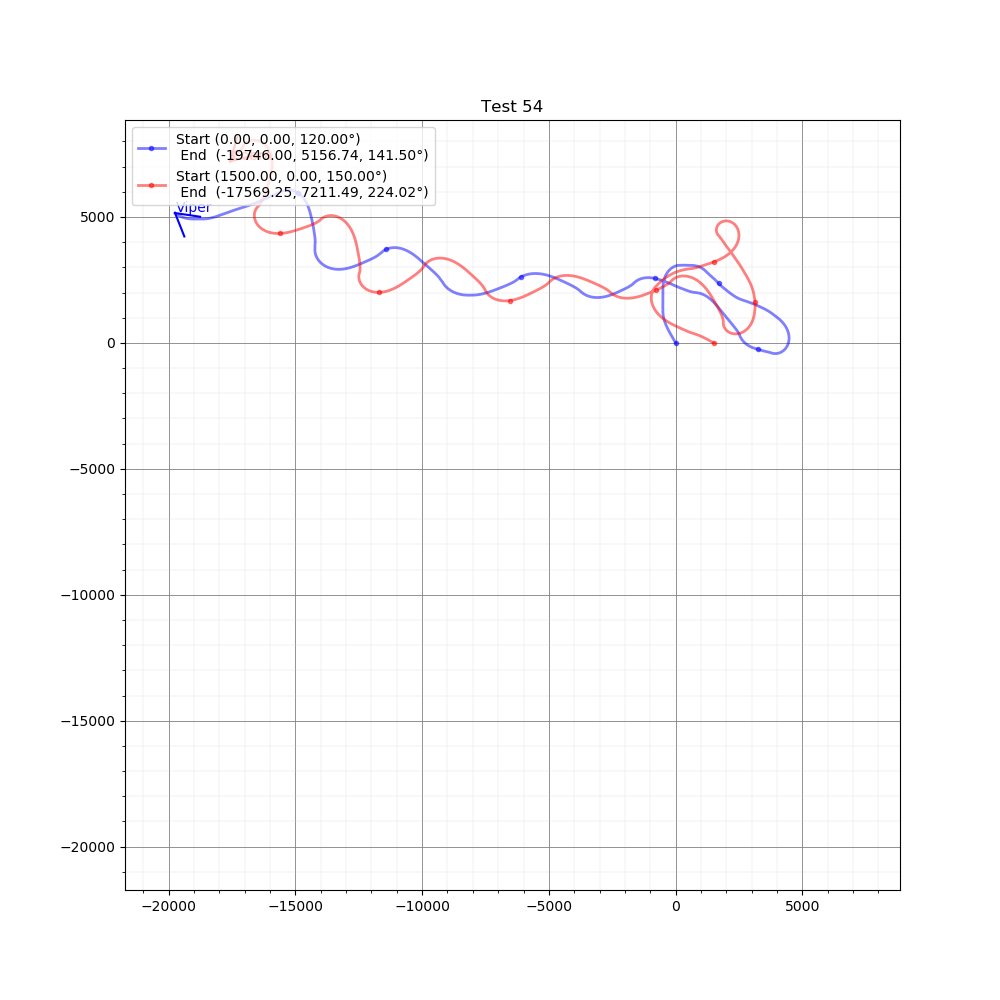 Test 54
Start (0.00, 0.00, 120.00°)
End (-19746.00, 5156.74, 141.50°)
Start (1500.00, 0.00, 150.00°)
End (-17569.25, 7211.49, 224.02°)
Viper
5000
0
−5000
−10000
−15000
−20000
−20000 −15000 −10000 −5000 0 5000